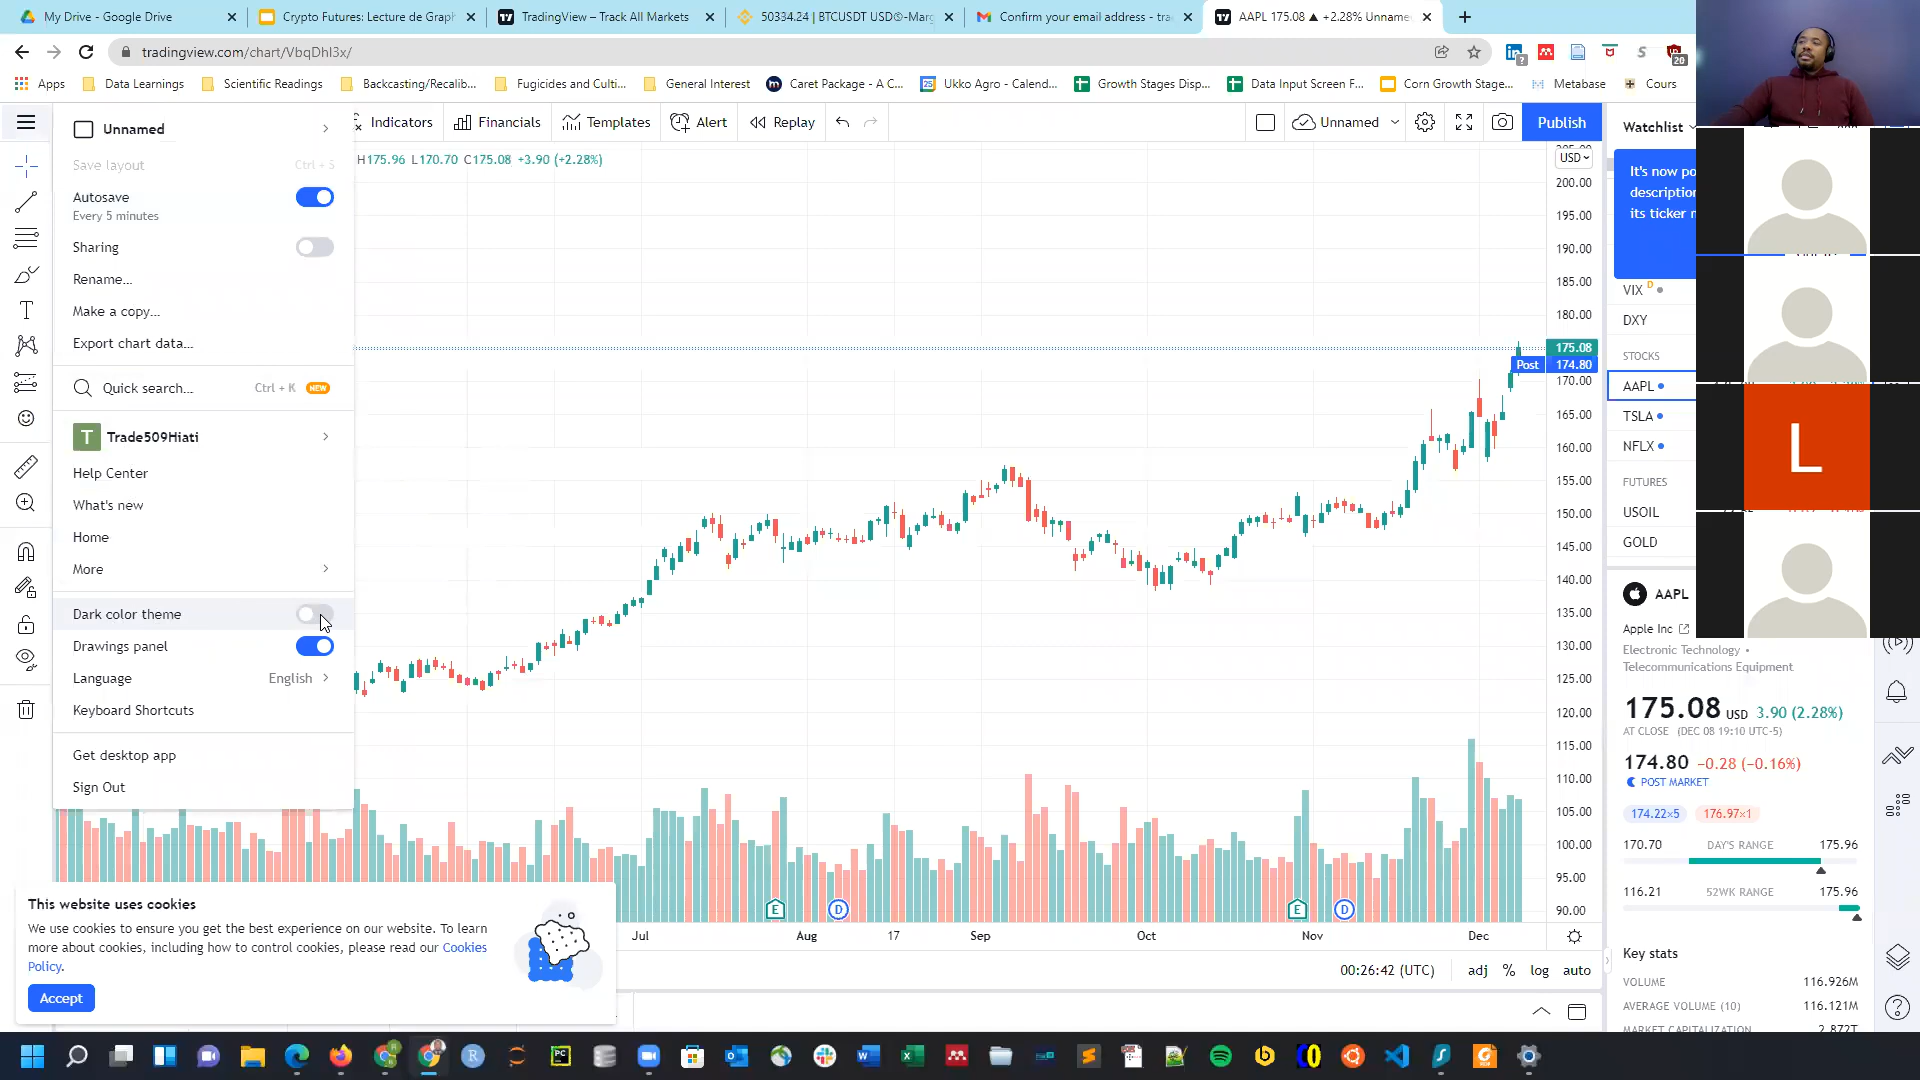 My Drive - Google Drive
Crypto Futures: Lecture de Grap
TradingView – Track All Markets
50334.24 | BTCUSDT USDⓈ-Mar
Confirm your email address - tra
AAPL 175.08 ▲ +2.28% Unname
tradingview.com/chart/VbqDhI3x/
20
Apps
Data Learnings
Scientific Readings
Backcasting/Recalib...
Fugicides and Culti...
General Interest
Caret Package - A C...
Ukko Agro - Calend...
Growth Stages Disp...
Data Input Screen F...
Corn Growth Stage...
Metabase
Cours
Indicators
Financials
Templates
Alert
Replay
Unnamed
Publish
Watchlist
H175.96 L170.70 C175.08 +3.90 (+2.28%)
USD
Unnamed
Save layout Ctrl + S
Autosave
Every 5 minutes
Sharing
Rename...
Make a copy...
Export chart data...
Quick search... Ctrl + K NEW
T Trade509Hiati
Help Center
What's new
Home
More
Dark color theme
Drawings panel
Language English
Keyboard Shortcuts
Get desktop app
Sign Out
200.00
195.00
190.00
185.00
180.00
175.08
Post 174.80
170.00
165.00
160.00
155.00
150.00
145.00
140.00
135.00
130.00
125.00
120.00
115.00
110.00
105.00
100.00
95.00
90.00
E D E D
Jul Aug 17 Sep Oct Nov Dec
00:26:42 (UTC) adj % log auto
This website uses cookies
We use cookies to ensure you get the best experience on our website. To learn
more about cookies, including how to control cookies, please read our Cookies
Policy.
Accept
It's now po
description
its ticker
VIX D
DXY
STOCKS
AAPL
TSLA
NFLX
FUTURES
USOIL
GOLD
L
AAPL
Apple Inc
Electronic Technology •
Telecommunications Equipment
175.08 USD 3.90 (2.28%)
AT CLOSE (DEC 08 19:10 UTC-5)
174.80 −0.28 (−0.16%)
POST MARKET
174.22×5 176.97×1
170.70 DAY'S RANGE 175.96
116.21 52WK RANGE 175.96
Key stats
VOLUME 116.926M
AVERAGE VOLUME (10) 116.121M
MARKET CAPITALIZATION 2.872T